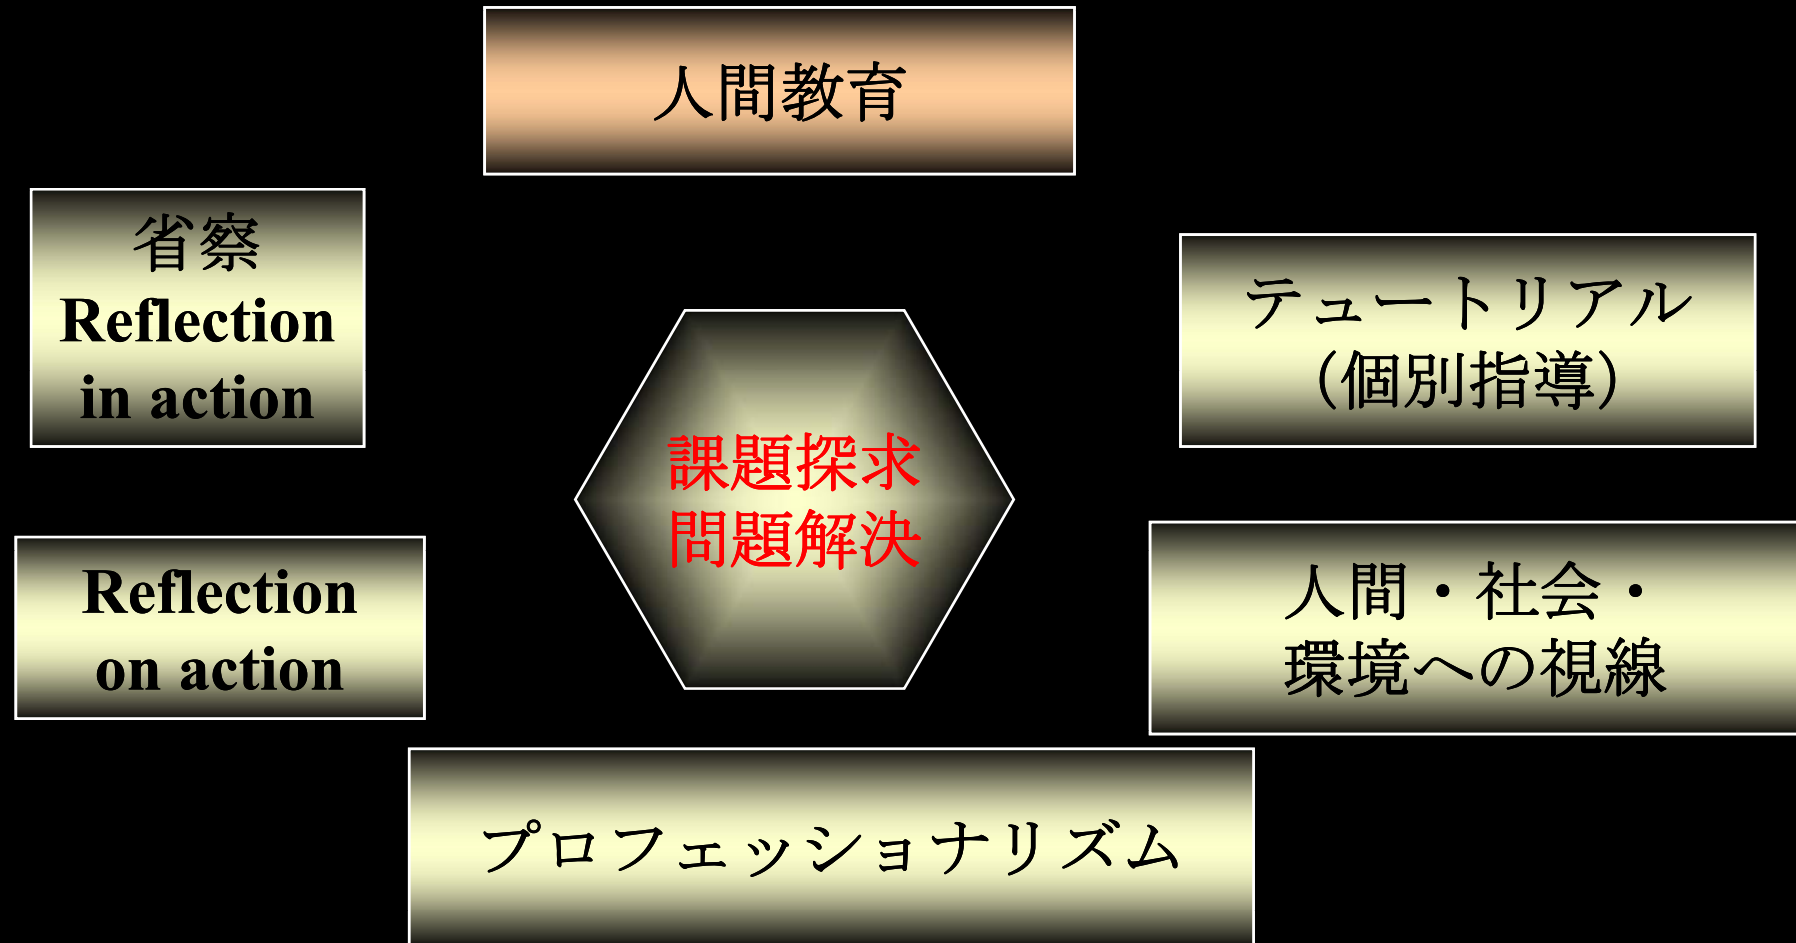 人間教育
省察
Reflection
in action
テュートリアル
（個別指導）
課題探求
問題解決
Reflection
on action
人間・社会・
環境への視線
プロフェッショナリズム